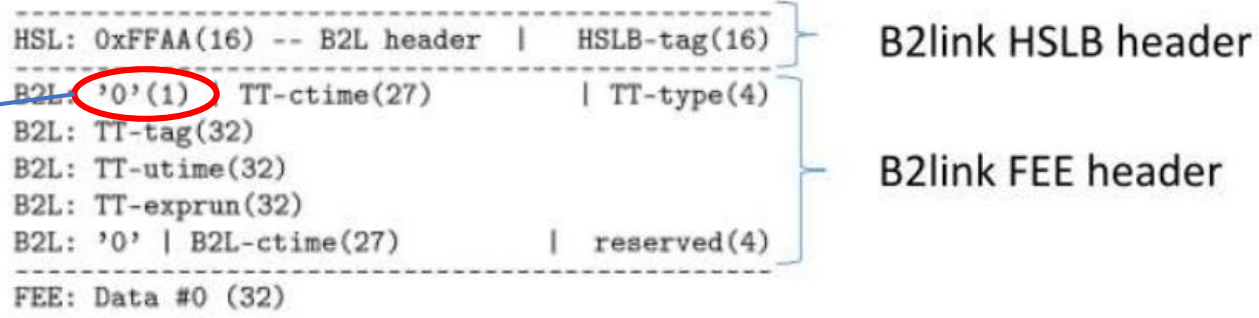 HSL: 0xFFAA(16) -- B2L header | HSLB-tag(16)
B2link HSLB header
B2L: '0'(1) | TT-ctime(27) | TT-type(4)
B2L: TT-tag(32)
B2L: TT-utime(32)
B2link FEE header
B2L: TT-exprun(32)
B2L: '0' | B2L-ctime(27) | reserved(4)
FEE: Data #0 (32)